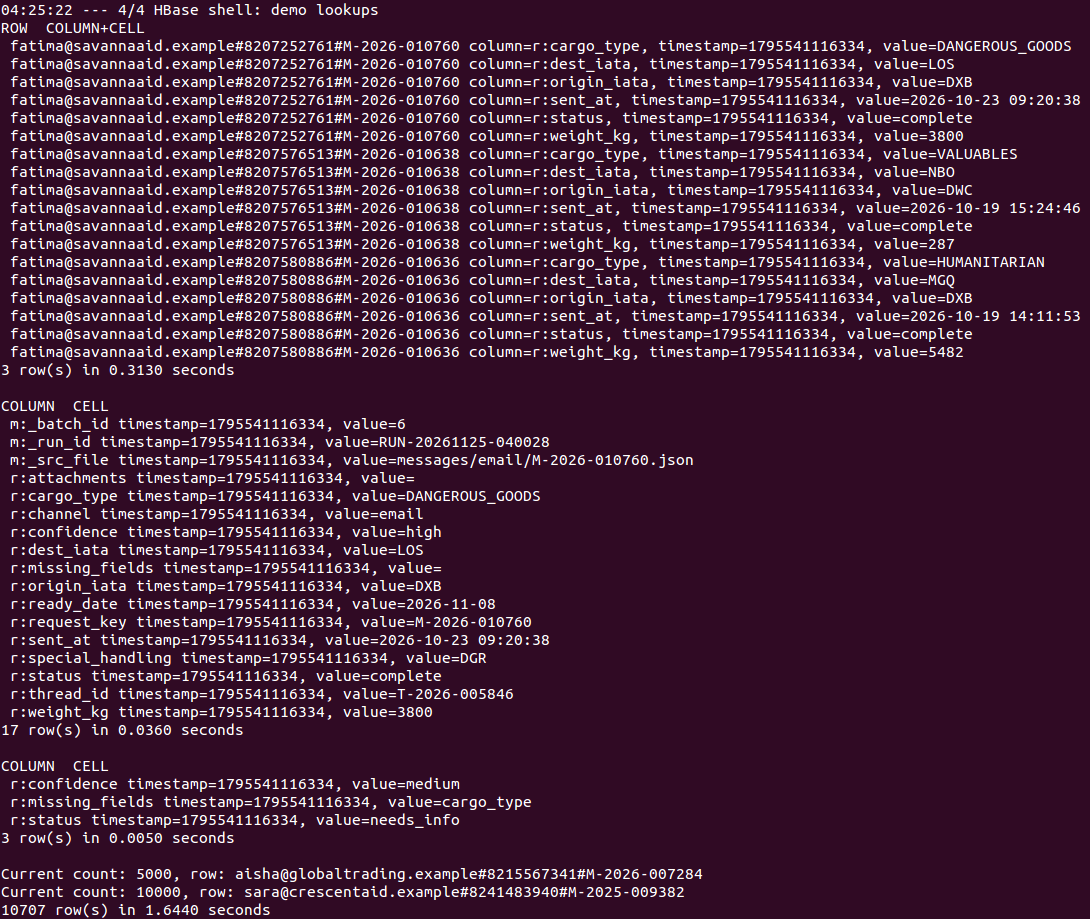 04:25:22 --- 4/4 HBase shell: demo lookups
ROW  COLUMN+CELL
 fatima@savannaaid.example#8207252761#M-2026-010760 column=r:cargo_type, timestamp=1795541116334, value=DANGEROUS_GOODS
 fatima@savannaaid.example#8207252761#M-2026-010760 column=r:dest_iata, timestamp=1795541116334, value=LOS
 fatima@savannaaid.example#8207252761#M-2026-010760 column=r:origin_iata, timestamp=1795541116334, value=DXB
 fatima@savannaaid.example#8207252761#M-2026-010760 column=r:sent_at, timestamp=1795541116334, value=2026-10-23 09:20:38
 fatima@savannaaid.example#8207252761#M-2026-010760 column=r:status, timestamp=1795541116334, value=complete
 fatima@savannaaid.example#8207252761#M-2026-010760 column=r:weight_kg, timestamp=1795541116334, value=3800
 fatima@savannaaid.example#8207576513#M-2026-010638 column=r:cargo_type, timestamp=1795541116334, value=VALUABLES
 fatima@savannaaid.example#8207576513#M-2026-010638 column=r:dest_iata, timestamp=1795541116334, value=NBO
 fatima@savannaaid.example#8207576513#M-2026-010638 column=r:origin_iata, timestamp=1795541116334, value=DWC
 fatima@savannaaid.example#8207576513#M-2026-010638 column=r:sent_at, timestamp=1795541116334, value=2026-10-19 15:24:46
 fatima@savannaaid.example#8207576513#M-2026-010638 column=r:status, timestamp=1795541116334, value=complete
 fatima@savannaaid.example#8207576513#M-2026-010638 column=r:weight_kg, timestamp=1795541116334, value=287
 fatima@savannaaid.example#8207580886#M-2026-010636 column=r:cargo_type, timestamp=1795541116334, value=HUMANITARIAN
 fatima@savannaaid.example#8207580886#M-2026-010636 column=r:dest_iata, timestamp=1795541116334, value=MGQ
 fatima@savannaaid.example#8207580886#M-2026-010636 column=r:origin_iata, timestamp=1795541116334, value=DXB
 fatima@savannaaid.example#8207580886#M-2026-010636 column=r:sent_at, timestamp=1795541116334, value=2026-10-19 14:11:53
 fatima@savannaaid.example#8207580886#M-2026-010636 column=r:status, timestamp=1795541116334, value=complete
 fatima@savannaaid.example#8207580886#M-2026-010636 column=r:weight_kg, timestamp=1795541116334, value=5482
3 row(s) in 0.3130 seconds

COLUMN  CELL
 m:_batch_id timestamp=1795541116334, value=6
 m:_run_id timestamp=1795541116334, value=RUN-20261125-040028
 m:_src_file timestamp=1795541116334, value=messages/email/M-2026-010760.json
 r:attachments timestamp=1795541116334, value=
 r:cargo_type timestamp=1795541116334, value=DANGEROUS_GOODS
 r:channel timestamp=1795541116334, value=email
 r:confidence timestamp=1795541116334, value=high
 r:dest_iata timestamp=1795541116334, value=LOS
 r:missing_fields timestamp=1795541116334, value=
 r:origin_iata timestamp=1795541116334, value=DXB
 r:ready_date timestamp=1795541116334, value=2026-11-08
 r:request_key timestamp=1795541116334, value=M-2026-010760
 r:sent_at timestamp=1795541116334, value=2026-10-23 09:20:38
 r:special_handling timestamp=1795541116334, value=DGR
 r:status timestamp=1795541116334, value=complete
 r:thread_id timestamp=1795541116334, value=T-2026-005846
 r:weight_kg timestamp=1795541116334, value=3800
17 row(s) in 0.0360 seconds

COLUMN  CELL
 r:confidence timestamp=1795541116334, value=medium
 r:missing_fields timestamp=1795541116334, value=cargo_type
 r:status timestamp=1795541116334, value=needs_info
3 row(s) in 0.0050 seconds

Current count: 5000, row: aisha@globaltrading.example#8215567341#M-2026-007284
Current count: 10000, row: sara@crescentaid.example#8241483940#M-2025-009382
10707 row(s) in 1.6440 seconds